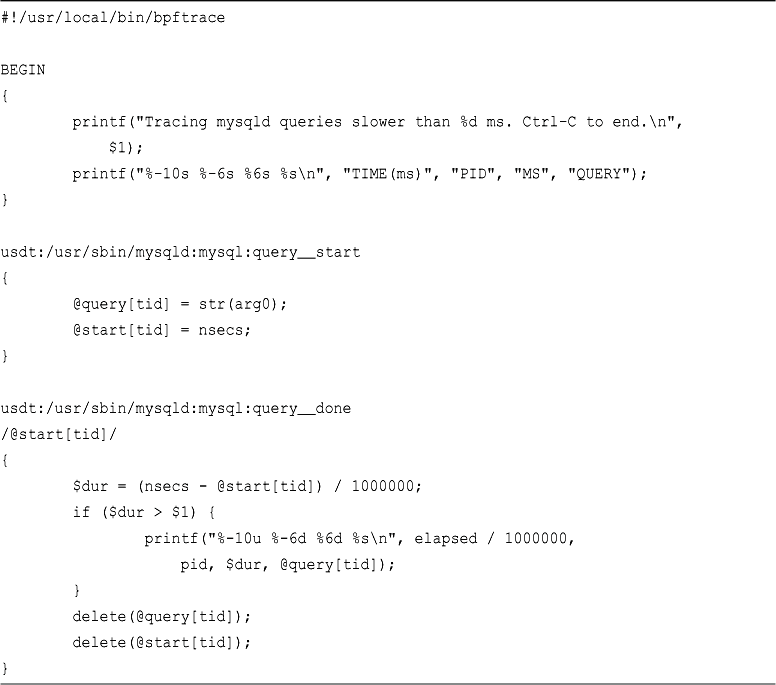 #!/usr/local/bin/bpftrace
BEGIN
{
        printf("Tracing mysqld queries slower than %d ms. Ctrl-C to end.\n",
            $1);
        printf("%-10s %-6s %6s %s\n", "TIME(ms)", "PID", "MS", "QUERY");
}
usdt:/usr/sbin/mysqld:mysql:query__start
{
        @query[tid] = str(arg0);
        @start[tid] = nsecs;
}
usdt:/usr/sbin/mysqld:mysql:query__done
/@start[tid]/
{
        $dur = (nsecs - @start[tid]) / 1000000;
        if ($dur > $1) {
                printf("%-10u %-6d %6d %s\n", elapsed / 1000000,
                    pid, $dur, @query[tid]);
        }
        delete(@query[tid]);
        delete(@start[tid]);
}